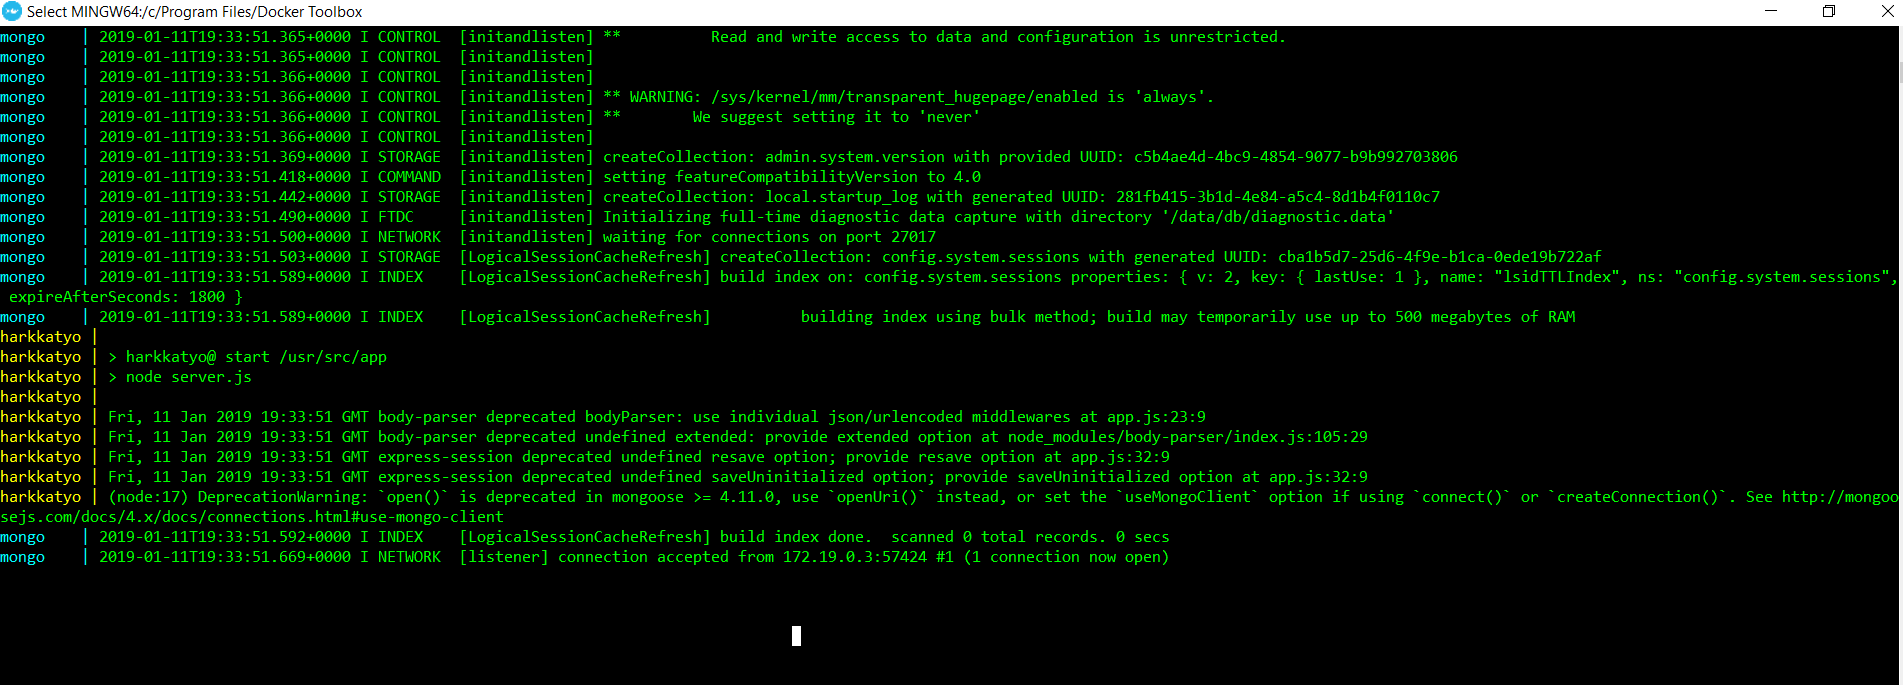 Select MINGW64:/c/Program Files/Docker Toolbox
mongo    | 2019-01-11T19:33:51.365+0000 I CONTROL  [initandlisten] **          Read and write access to data and configuration is unrestricted.
mongo    | 2019-01-11T19:33:51.365+0000 I CONTROL  [initandlisten]
mongo    | 2019-01-11T19:33:51.366+0000 I CONTROL  [initandlisten]
mongo    | 2019-01-11T19:33:51.366+0000 I CONTROL  [initandlisten] ** WARNING: /sys/kernel/mm/transparent_hugepage/enabled is 'always'.
mongo    | 2019-01-11T19:33:51.366+0000 I CONTROL  [initandlisten] **        We suggest setting it to 'never'
mongo    | 2019-01-11T19:33:51.366+0000 I CONTROL  [initandlisten]
mongo    | 2019-01-11T19:33:51.369+0000 I STORAGE  [initandlisten] createCollection: admin.system.version with provided UUID: c5b4ae4d-4bc9-4854-9077-b9b992703806
mongo    | 2019-01-11T19:33:51.418+0000 I COMMAND  [initandlisten] setting featureCompatibilityVersion to 4.0
mongo    | 2019-01-11T19:33:51.442+0000 I STORAGE  [initandlisten] createCollection: local.startup_log with generated UUID: 281fb415-3b1d-4e84-a5c4-8d1b4f0110c7
mongo    | 2019-01-11T19:33:51.490+0000 I FTDC     [initandlisten] Initializing full-time diagnostic data capture with directory '/data/db/diagnostic.data'
mongo    | 2019-01-11T19:33:51.500+0000 I NETWORK  [initandlisten] waiting for connections on port 27017
mongo    | 2019-01-11T19:33:51.503+0000 I STORAGE  [LogicalSessionCacheRefresh] createCollection: config.system.sessions with generated UUID: cba1b5d7-25d6-4f9e-b1ca-0ede19b722af
mongo    | 2019-01-11T19:33:51.589+0000 I INDEX    [LogicalSessionCacheRefresh] build index on: config.system.sessions properties: { v: 2, key: { lastUse: 1 }, name: "lsidTTLIndex", ns: "config.system.sessions",
 expireAfterSeconds: 1800 }
mongo    | 2019-01-11T19:33:51.589+0000 I INDEX    [LogicalSessionCacheRefresh]          building index using bulk method; build may temporarily use up to 500 megabytes of RAM
harkkatyo |
harkkatyo | > harkkatyo@ start /usr/src/app
harkkatyo | > node server.js
harkkatyo |
harkkatyo | Fri, 11 Jan 2019 19:33:51 GMT body-parser deprecated bodyParser: use individual json/urlencoded middlewares at app.js:23:9
harkkatyo | Fri, 11 Jan 2019 19:33:51 GMT body-parser deprecated undefined extended: provide extended option at node_modules/body-parser/index.js:105:29
harkkatyo | Fri, 11 Jan 2019 19:33:51 GMT express-session deprecated undefined resave option; provide resave option at app.js:32:9
harkkatyo | Fri, 11 Jan 2019 19:33:51 GMT express-session deprecated undefined saveUninitialized option; provide saveUninitialized option at app.js:32:9
harkkatyo | (node:17) DeprecationWarning: `open()` is deprecated in mongoose >= 4.11.0, use `openUri()` instead, or set the `useMongoClient` option if using `connect()` or `createConnection()`. See http://mongoo
sejs.com/docs/4.x/docs/connections.html#use-mongo-client
mongo    | 2019-01-11T19:33:51.592+0000 I INDEX    [LogicalSessionCacheRefresh] build index done.  scanned 0 total records. 0 secs
mongo    | 2019-01-11T19:33:51.669+0000 I NETWORK  [listener] connection accepted from 172.19.0.3:57424 #1 (1 connection now open)